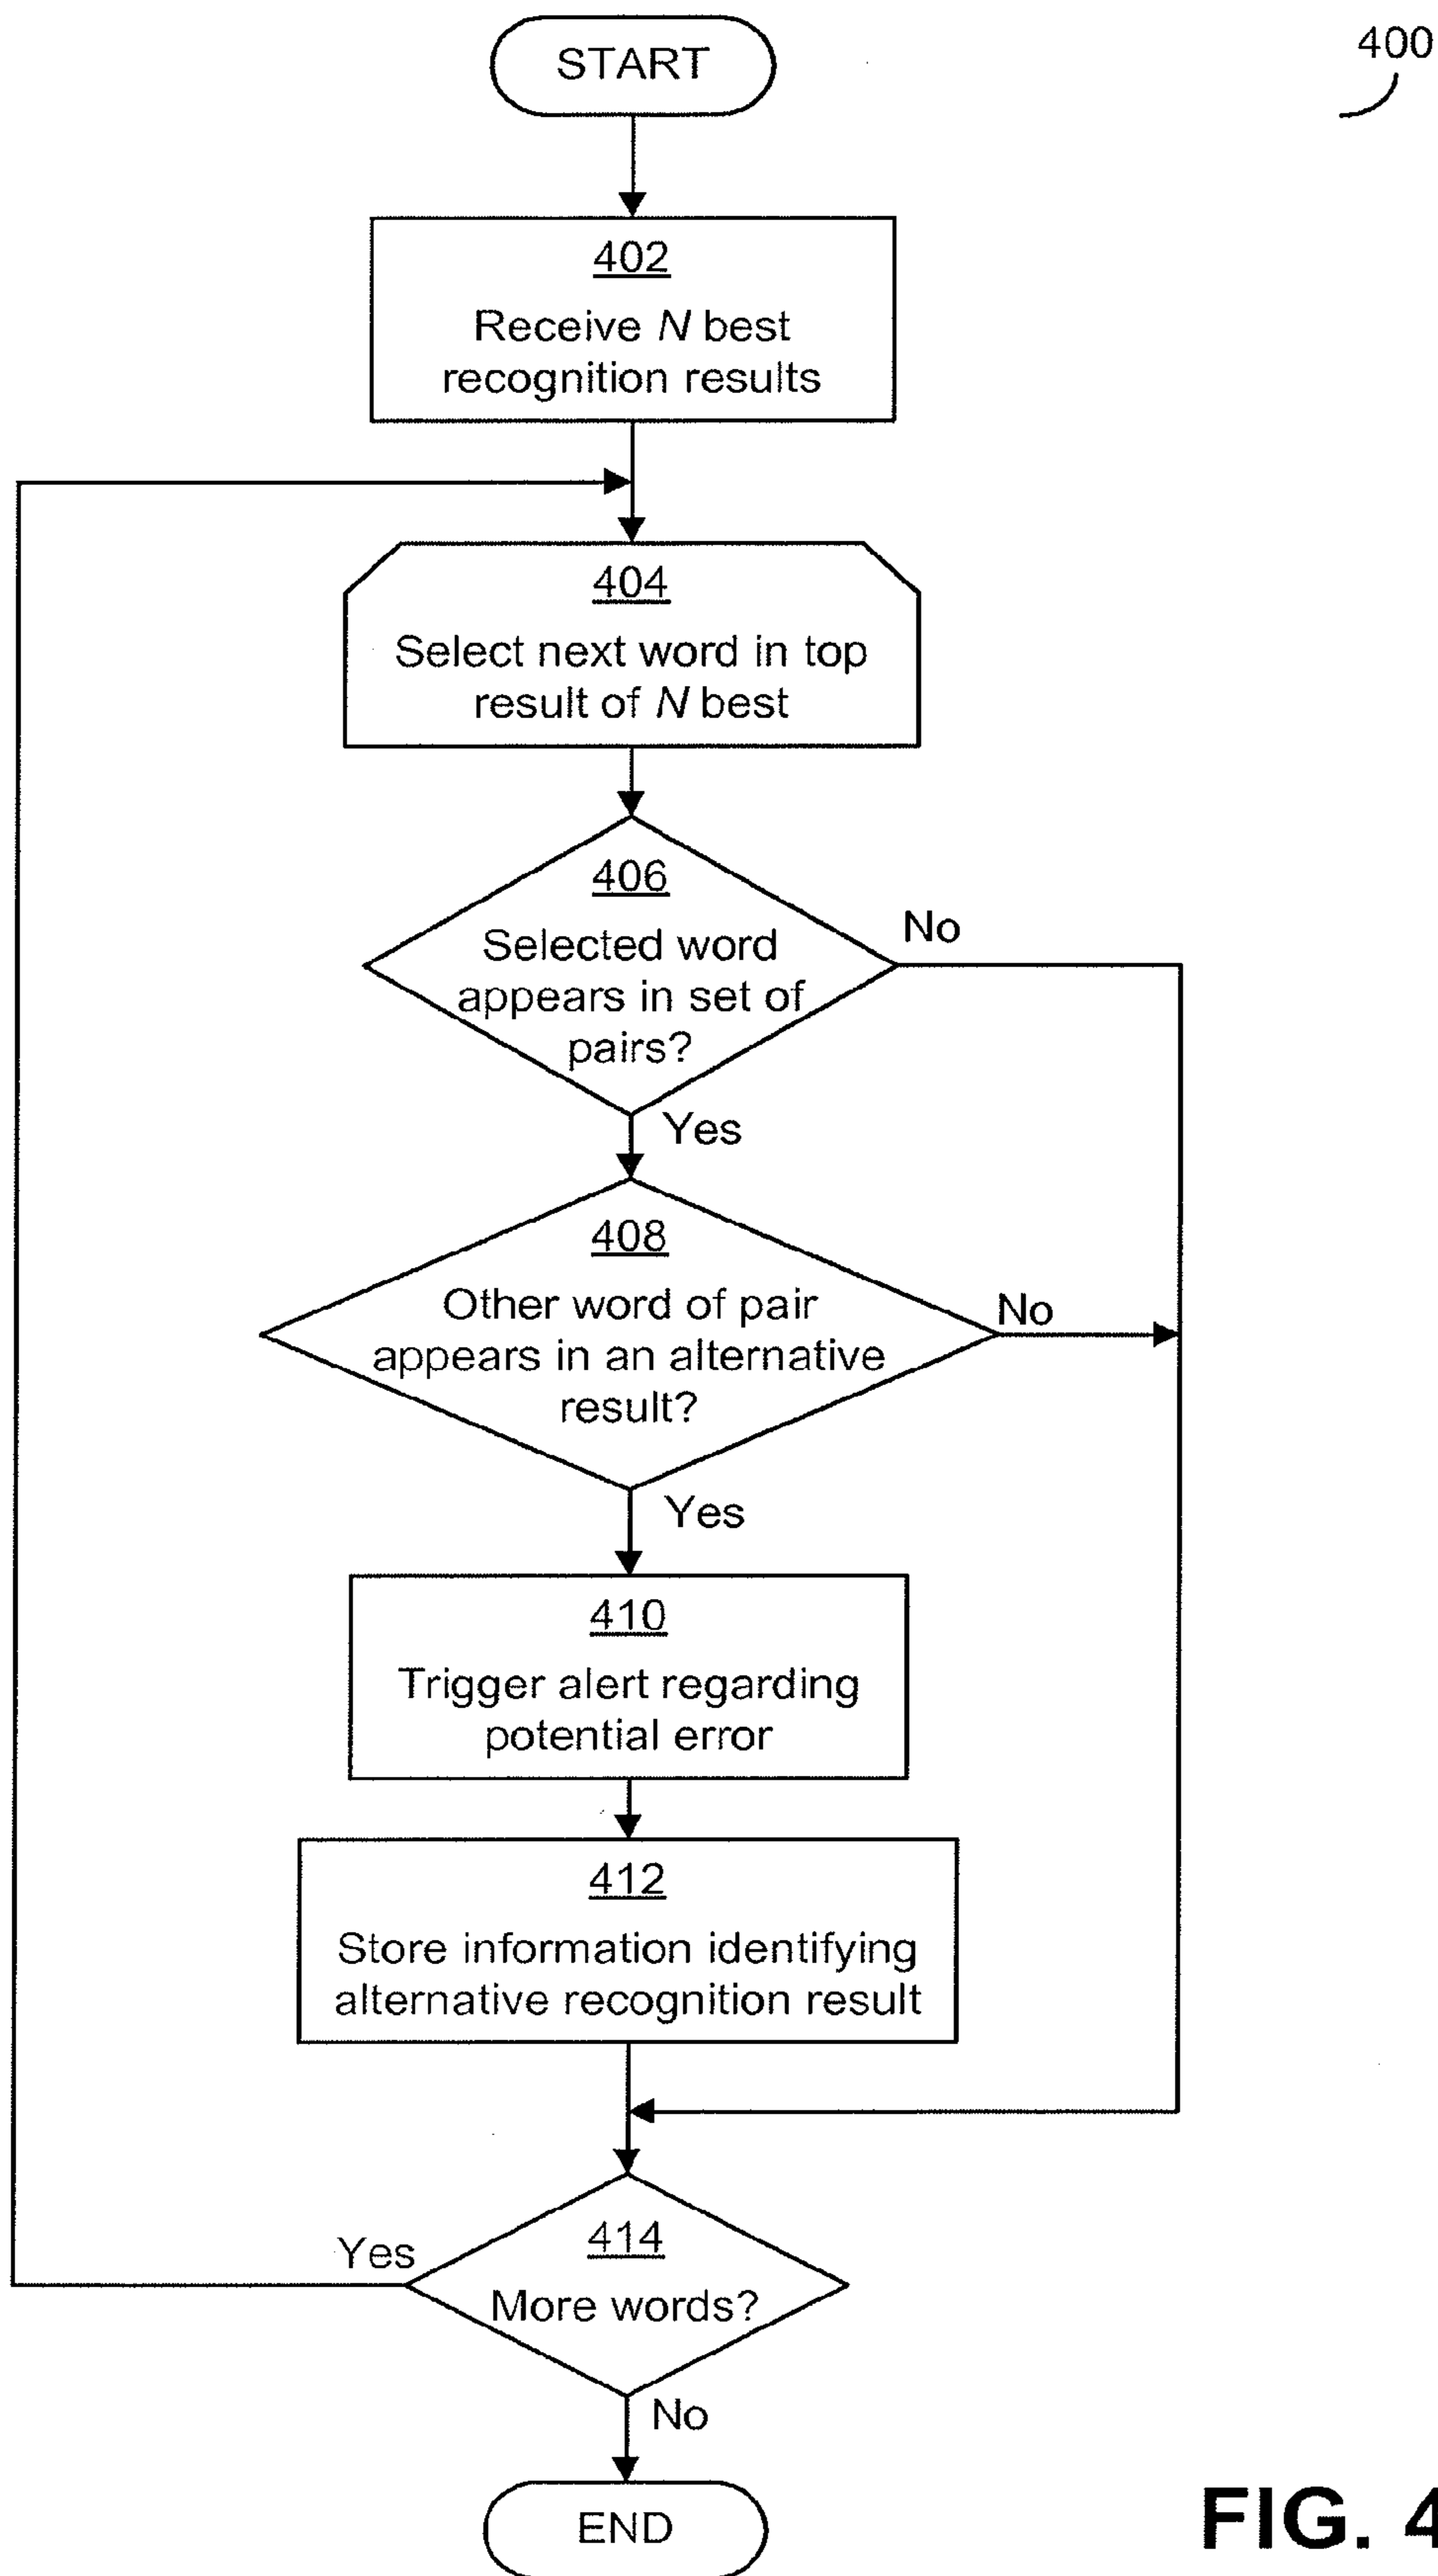 START
400
402
Receive N best
recognition results
404
Select next word in top
result of N best
406
Selected word
appears in set of
pairs?
No
Yes
408
Other word of pair
appears in an alternative
result?
No
Yes
410
Trigger alert regarding
potential error
412
Store information identifying
alternative recognition result
414
More words?
Yes
No
END
FIG. 4